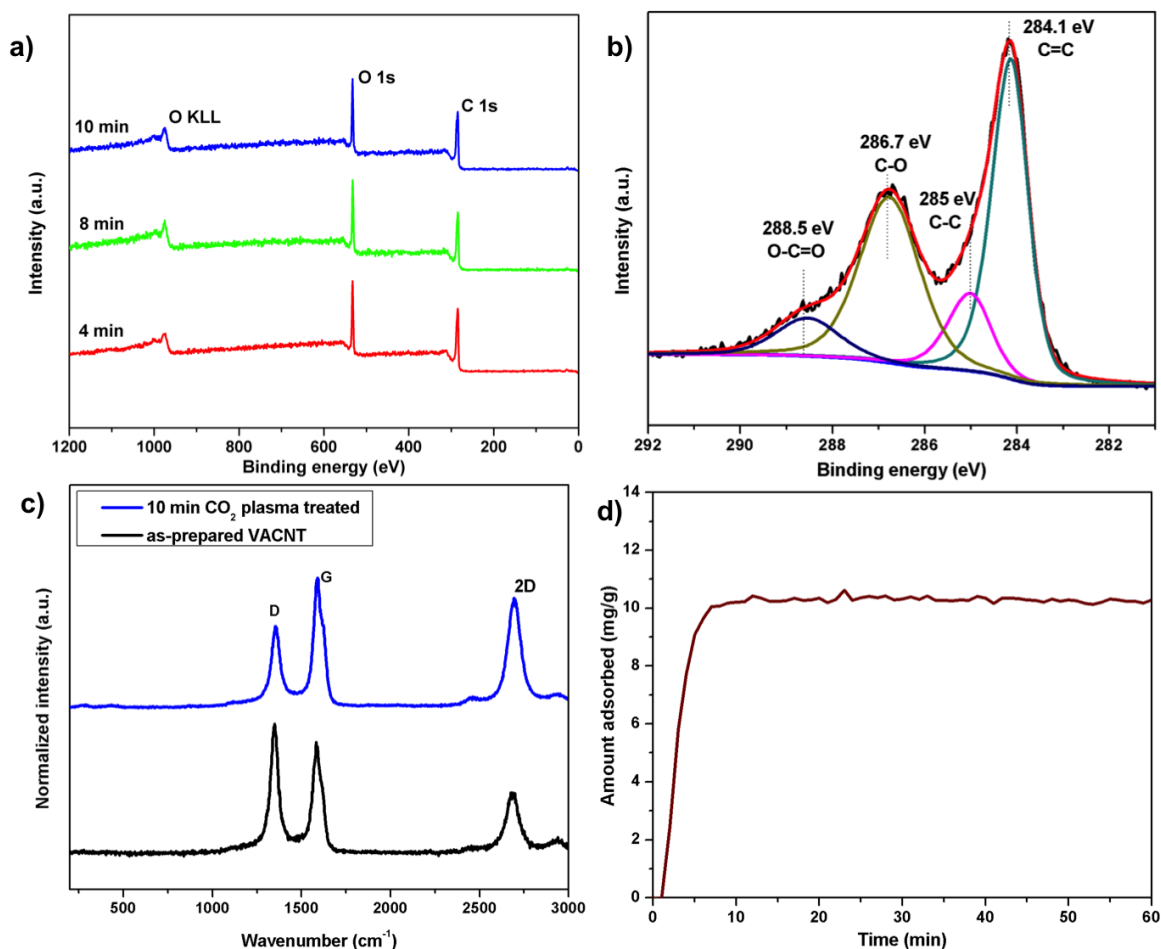 a)
O 1s
C 1s
O KLL
10 min
8 min
4 min
Intensity (a.u.)
1200 1000 800 600 400 200 0
Binding energy (eV)
b)
284.1 eV
C=C
286.7 eV
C-O
285 eV
C-C
288.5 eV
O-C=O
Intensity (a.u.)
292 290 288 286 284 282
Binding energy (eV)
c)
10 min CO₂ plasma treated
as-prepared VACNT
D
G
2D
Normalized intensity (a.u.)
500 1000 1500 2000 2500 3000
Wavenumber (cm⁻¹)
d)
14
12
10
8
6
4
2
0
Amount adsorbed (mg/g)
0 10 20 30 40 50 60
Time (min)